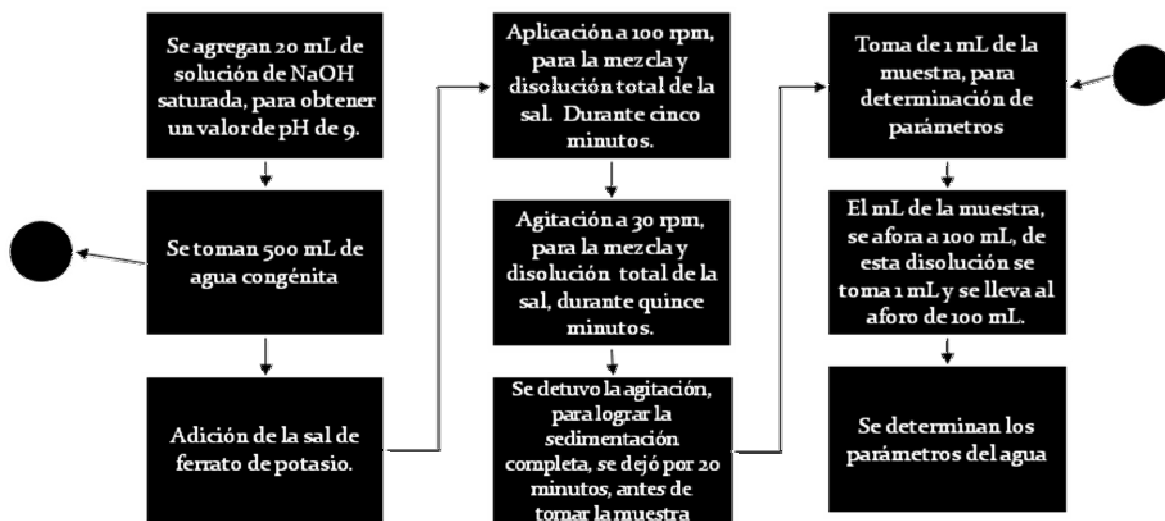 Se agregan 20 mL de
solución de NaOH
saturada, para obtener
un valor de pH de 9.
Se toman 500 mL de
agua congénita
Adición de la sal de
ferrato de potasio.
Aplicación a 100 rpm,
para la mezcla y
disolución total de la
sal. Durante cinco
minutos.
Agitación a 30 rpm,
para la mezcla y
disolución total de la
sal, durante quince
minutos.
Se detuvo la agitación,
para lograr la
sedimentación
completa, se dejó por 20
minutos, antes de
tomar la muestra
Toma de 1 mL de la
muestra, para
determinación de
parámetros
El mL de la muestra,
se afora a 100 mL, de
esta disolución se
toma 1 mL y se lleva al
aforo de 100 mL.
Se determinan los
parámetros del agua